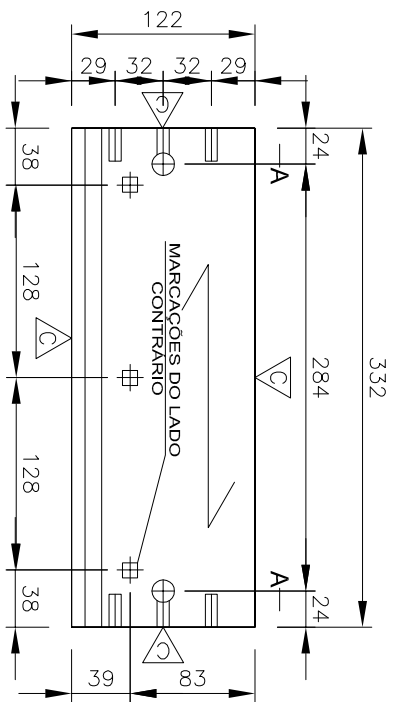 332
24
284
24
A
A
C
122
29
32
32
29
C
MARCAÇÕES DO LADO
CONTRÁRIO
C
83
39
C
38
128
128
38